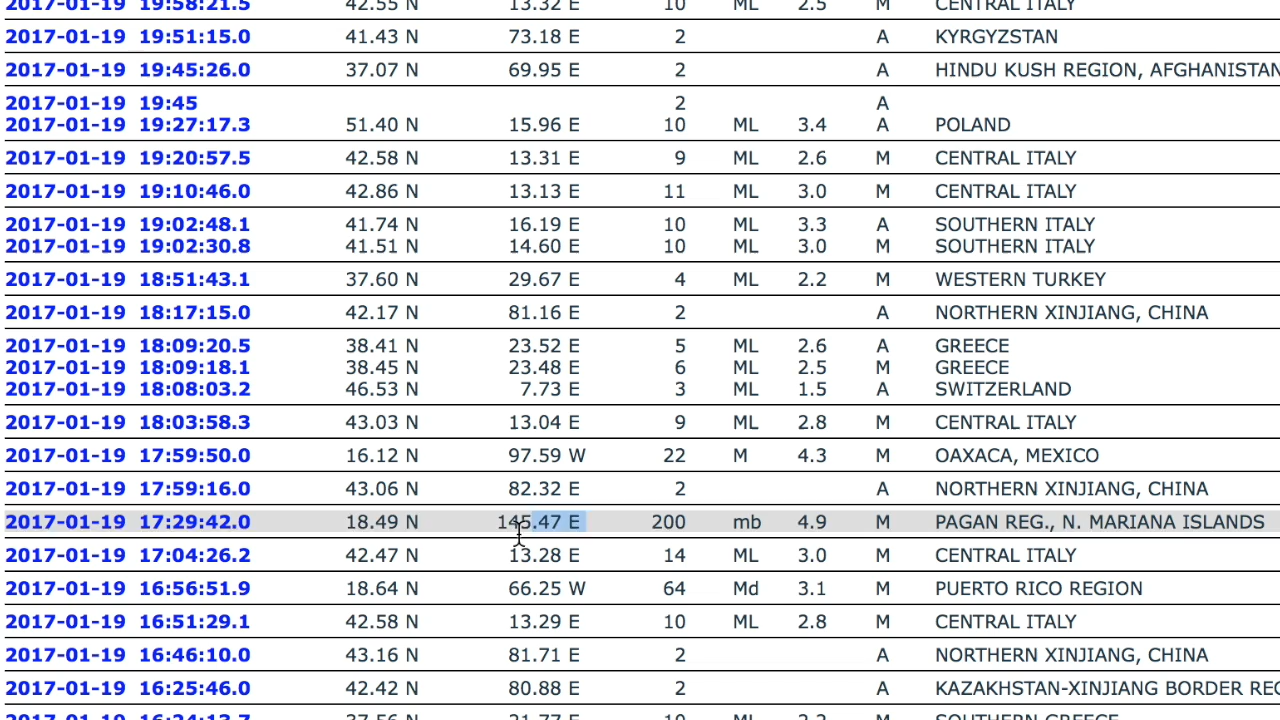 2017-01-19 19:58:21.5 42.55 N 13.32 E 10 ML 2.5 M CENTRAL ITALY
2017-01-19 19:51:15.0 41.43 N 73.18 E 2 A KYRGYZSTAN
2017-01-19 19:45:26.0 37.07 N 69.95 E 2 A HINDU KUSH REGION, AFGHANISTAN
2017-01-19 19:45 2 A
2017-01-19 19:27:17.3 51.40 N 15.96 E 10 ML 3.4 A POLAND
2017-01-19 19:20:57.5 42.58 N 13.31 E 9 ML 2.6 M CENTRAL ITALY
2017-01-19 19:10:46.0 42.86 N 13.13 E 11 ML 3.0 M CENTRAL ITALY
2017-01-19 19:02:48.1 41.74 N 16.19 E 10 ML 3.3 A SOUTHERN ITALY
2017-01-19 19:02:30.8 41.51 N 14.60 E 10 ML 3.0 M SOUTHERN ITALY
2017-01-19 18:51:43.1 37.60 N 29.67 E 4 ML 2.2 M WESTERN TURKEY
2017-01-19 18:17:15.0 42.17 N 81.16 E 2 A NORTHERN XINJIANG, CHINA
2017-01-19 18:09:20.5 38.41 N 23.52 E 5 ML 2.6 A GREECE
2017-01-19 18:09:18.1 38.45 N 23.48 E 6 ML 2.5 M GREECE
2017-01-19 18:08:03.2 46.53 N 7.73 E 3 ML 1.5 A SWITZERLAND
2017-01-19 18:03:58.3 43.03 N 13.04 E 9 ML 2.8 M CENTRAL ITALY
2017-01-19 17:59:50.0 16.12 N 97.59 W 22 M 4.3 M OAXACA, MEXICO
2017-01-19 17:59:16.0 43.06 N 82.32 E 2 A NORTHERN XINJIANG, CHINA
2017-01-19 17:29:42.0 18.49 N 145.47 E 200 mb 4.9 M PAGAN REG., N. MARIANA ISLANDS
2017-01-19 17:04:26.2 42.47 N 13.28 E 14 ML 3.0 M CENTRAL ITALY
2017-01-19 16:56:51.9 18.64 N 66.25 W 64 Md 3.1 M PUERTO RICO REGION
2017-01-19 16:51:29.1 42.58 N 13.29 E 10 ML 2.8 M CENTRAL ITALY
2017-01-19 16:46:10.0 43.16 N 81.71 E 2 A NORTHERN XINJIANG, CHINA
2017-01-19 16:25:46.0 42.42 N 80.88 E 2 A KAZAKHSTAN-XINJIANG BORDER REG
2017-01-19 16:24:13.7 37.56 N 21.77 E 10 ML SOUTHERN GREECE